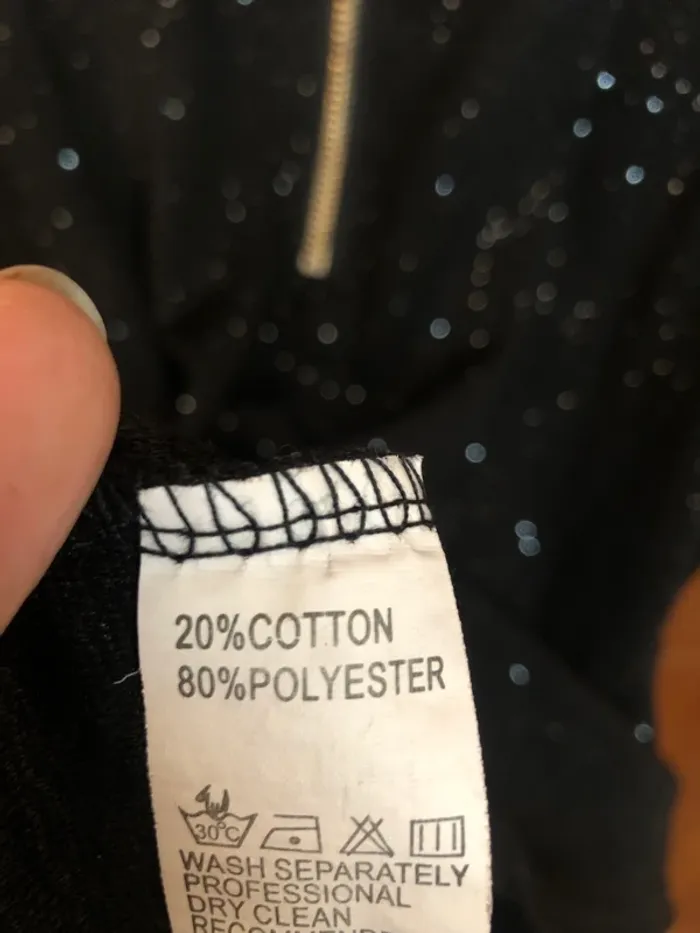 20%COTTON
80%POLYESTER
30°C
WASH SEPARATELY
PROFESSIONAL
DRY CLEAN